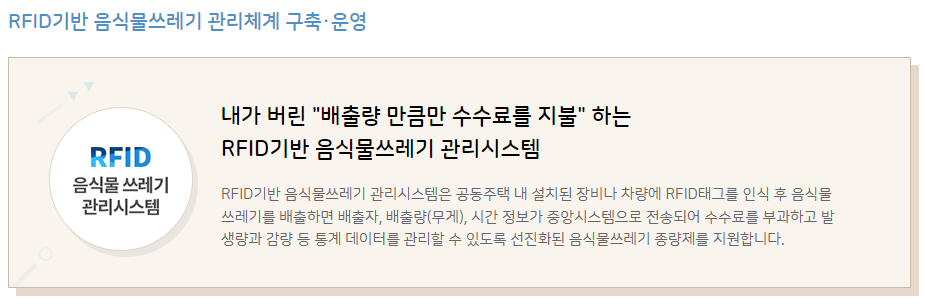 RFID기반 음식물쓰레기 관리체계 구축·운영
RFID
음식물 쓰레기
관리시스템
내가 버린 "배출량 만큼만 수수료를 지불" 하는
RFID기반 음식물쓰레기 관리시스템
RFID기반 음식물쓰레기 관리시스템은 공동주택 내 설치된 장비나 차량에 RFID태그를 인식 후 음식물
쓰레기를 배출하면 배출자, 배출량(무게), 시간 정보가 중앙시스템으로 전송되어 수수료를 부과하고 발
생량과 감량 등 통계 데이터를 관리할 수 있도록 선진화된 음식물쓰레기 종량제를 지원합니다.